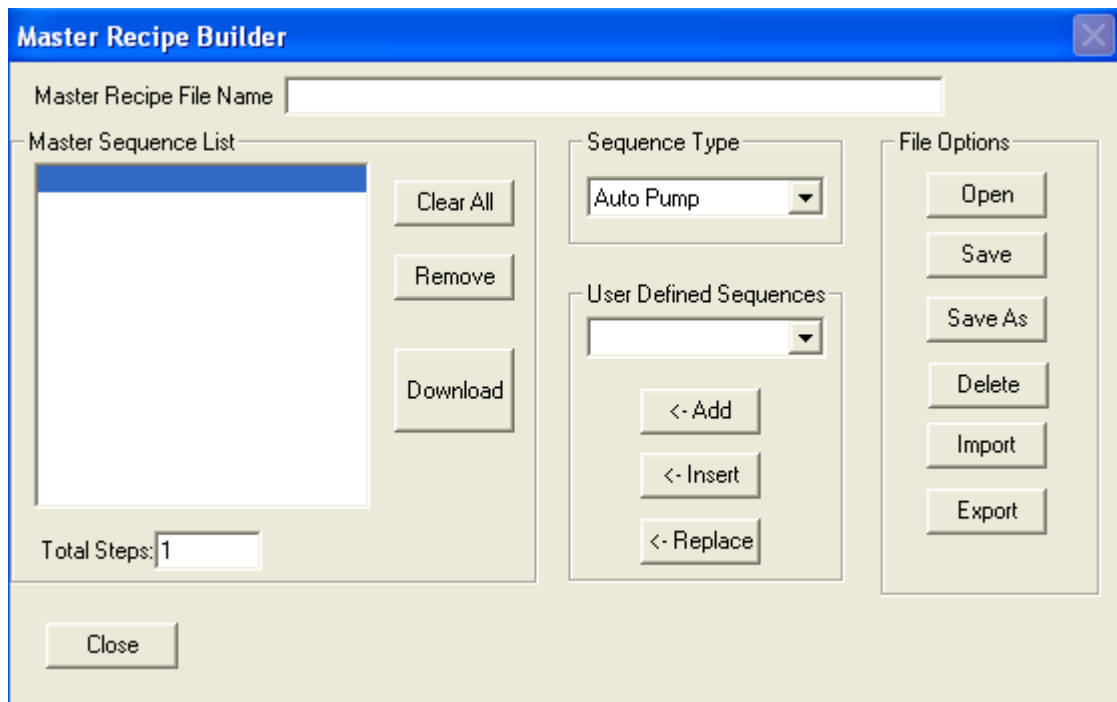 Master Recipe Builder
Master Recipe File Name
Master Sequence List
Clear All
Remove
Download
Total Steps: 1
Sequence Type
Auto Pump
User Defined Sequences
<- Add
<- Insert
<- Replace
File Options
Open
Save
Save As
Delete
Import
Export
Close